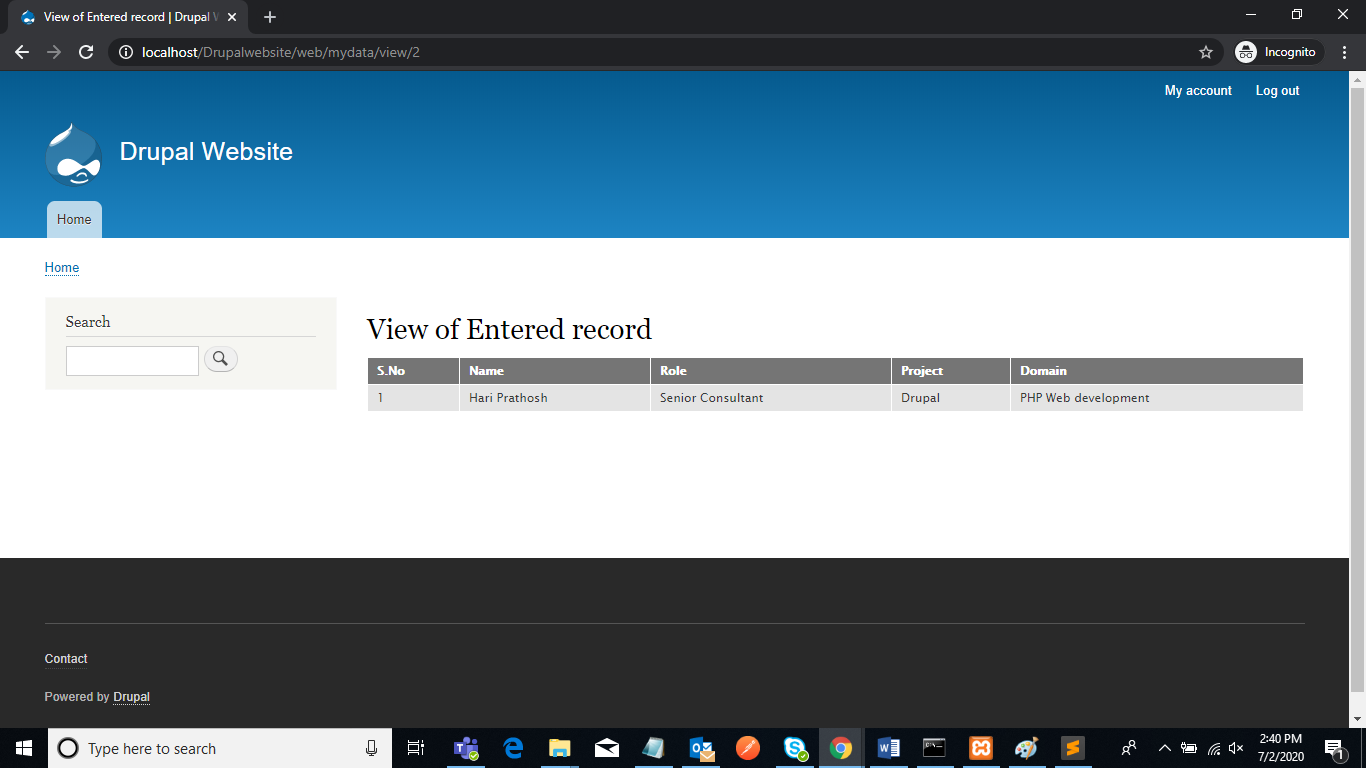 View of Entered record | Drupal W
localhost/Drupalwebsite/web/mydata/view/2
Incognito
My account Log out
Drupal Website
Home
Home
Search
View of Entered record
S.No Name Role Project Domain
1 Hari Prathosh Senior Consultant Drupal PHP Web development
Contact
Powered by Drupal
Type here to search
2:40 PM
7/2/2020
1